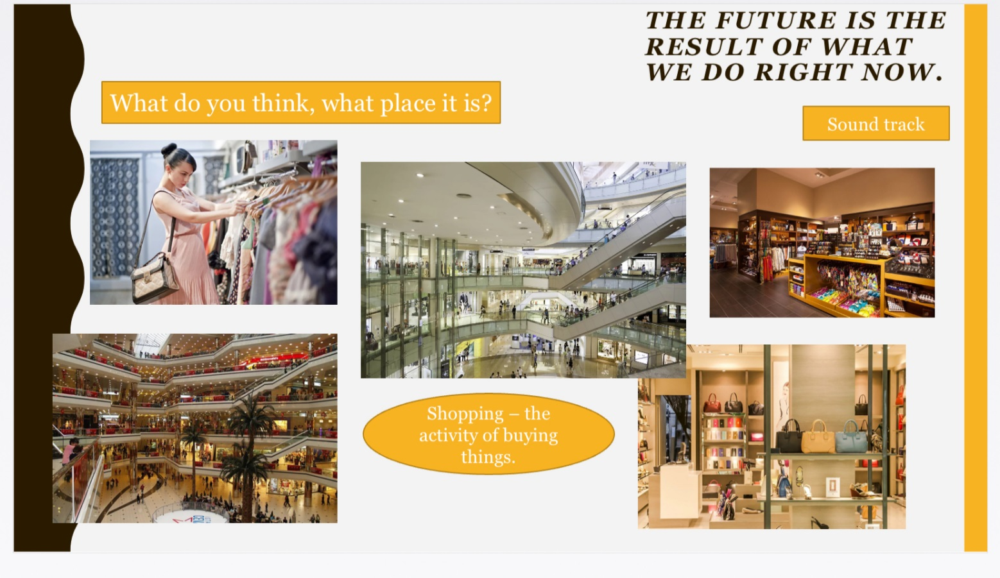 THE FUTURE IS THE
RESULT OF WHAT
WE DO RIGHT NOW.
What do you think, what place it is?
Sound track
Shopping – the
activity of buying
things.